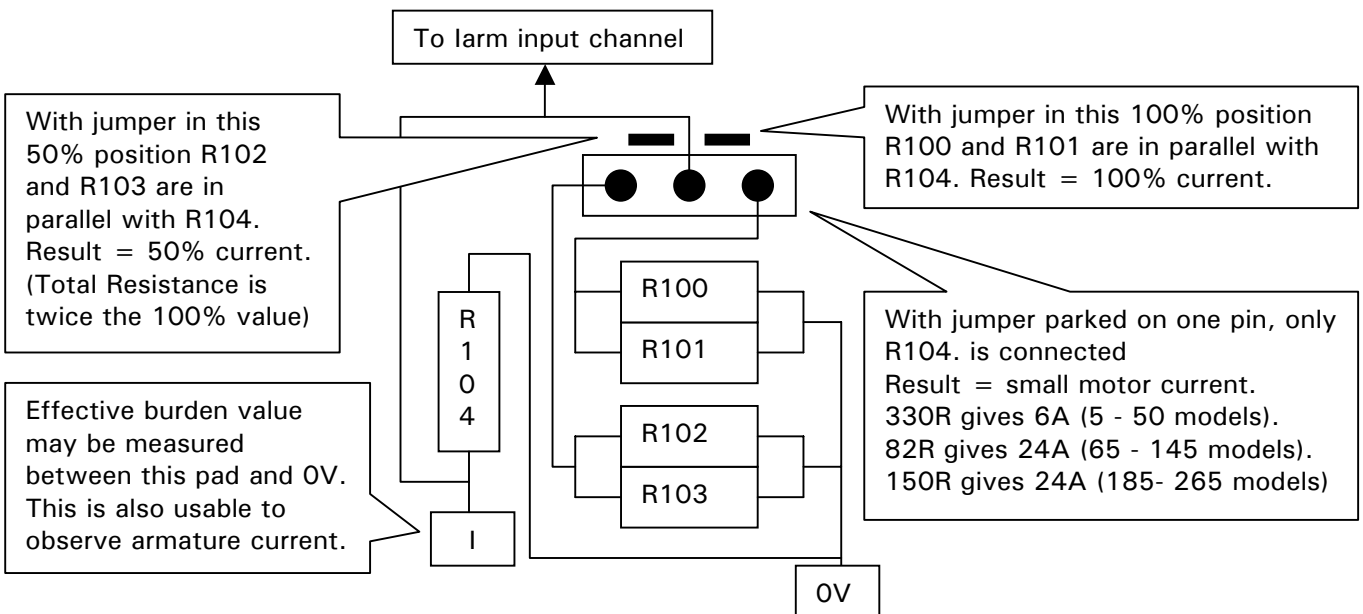 To Iarm input channel
With jumper in this
50% position R102
and R103 are in
parallel with R104.
Result = 50% current.
(Total Resistance is
twice the 100% value)
With jumper in this 100% position
R100 and R101 are in parallel with
R104. Result = 100% current.
R100
R101
R
1
0
4
With jumper parked on one pin, only
R104. is connected
Result = small motor current.
330R gives 6A (5 - 50 models).
82R gives 24A (65 - 145 models).
150R gives 24A (185- 265 models)
Effective burden value
may be measured
between this pad and 0V.
This is also usable to
observe armature current.
R102
R103
I
0V